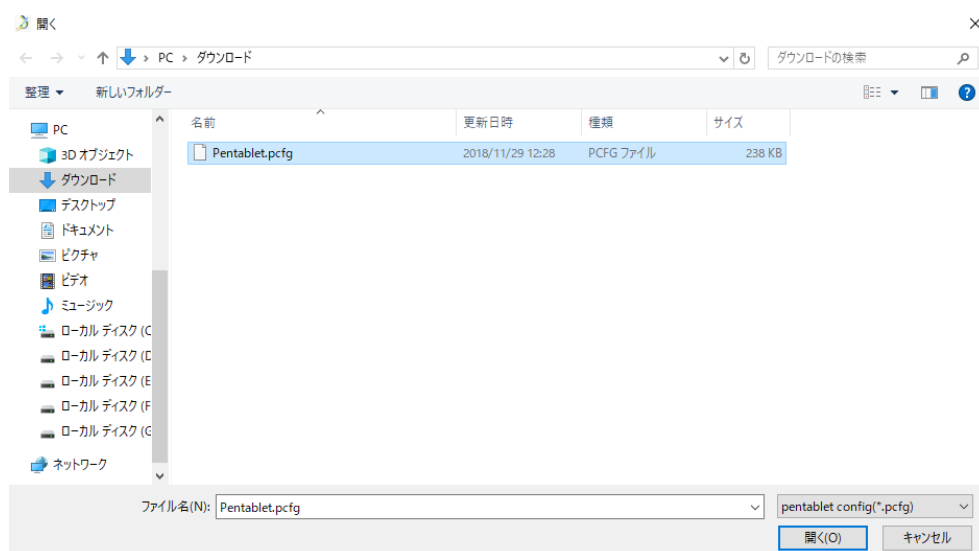 開く
PC › ダウンロード
ダウンロードの検索
整理 新しいフォルダー
名前 更新日時 種類 サイズ
Pentablet.pcfg 2018/11/29 12:28 PCFG ファイル 238 KB
PC
3D オブジェクト
ダウンロード
デスクトップ
ドキュメント
ピクチャ
ビデオ
ミュージック
ローカル ディスク (C
ローカル ディスク (D
ローカル ディスク (E
ローカル ディスク (F
ローカル ディスク (G
ネットワーク
ファイル名(N): Pentablet.pcfg pentablet config(*.pcfg)
開く(O) キャンセル